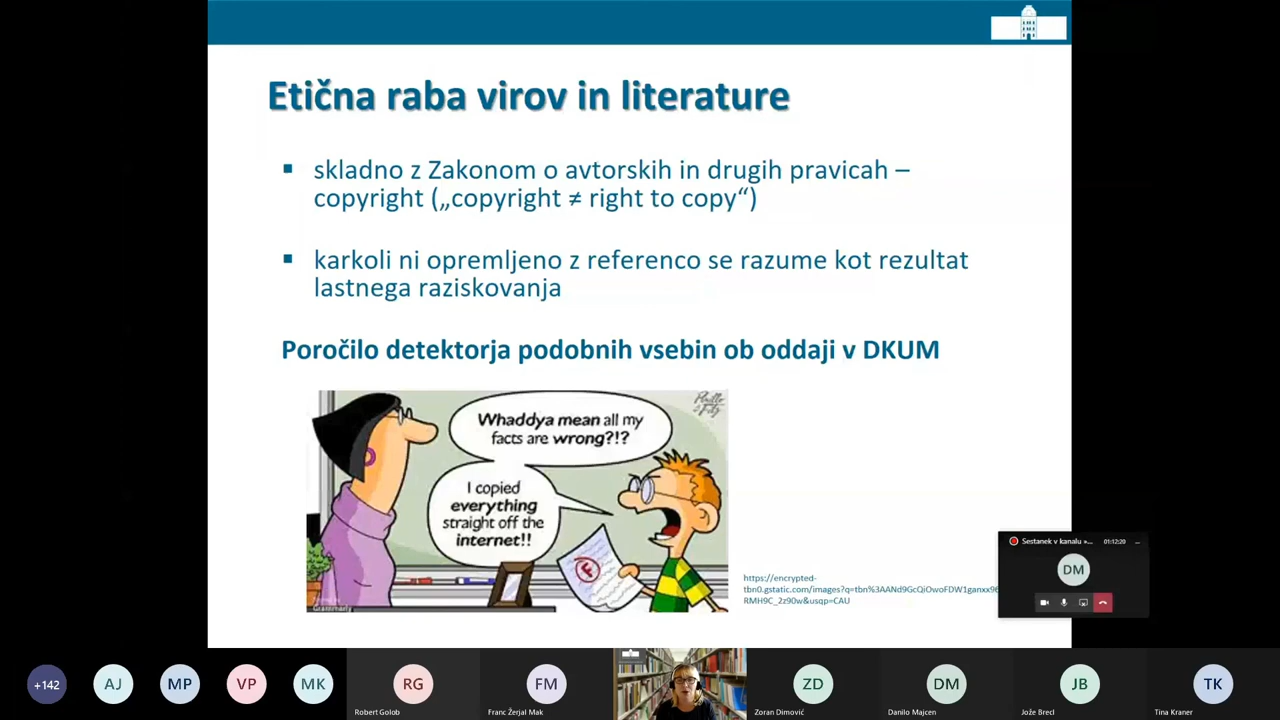 Etična raba virov in literature
▪ skladno z Zakonom o avtorskih in drugih pravicah –
copyright („copyright ≠ right to copy“)
▪ karkoli ni opremljeno z referenco se razume kot rezultat
lastnega raziskovanja
Poročilo detektorja podobnih vsebin ob oddaji v DKUM
Whaddya mean all my
facts are wrong?!?
I copied
everything
straight off the
internet!!
F
https://encrypted-
RMH9C_2z90w&usqp=CAU
Sestanek v kanalu »...
01:12:20
DM
+142
AJ
MP
VP
MK
RG
FM
ZD
DM
JB
TK
Robert Golob
Franc Žerjal Mak
Zoran Dimovič
Danilo Majcen
Jože Brecl
Tina Kraner